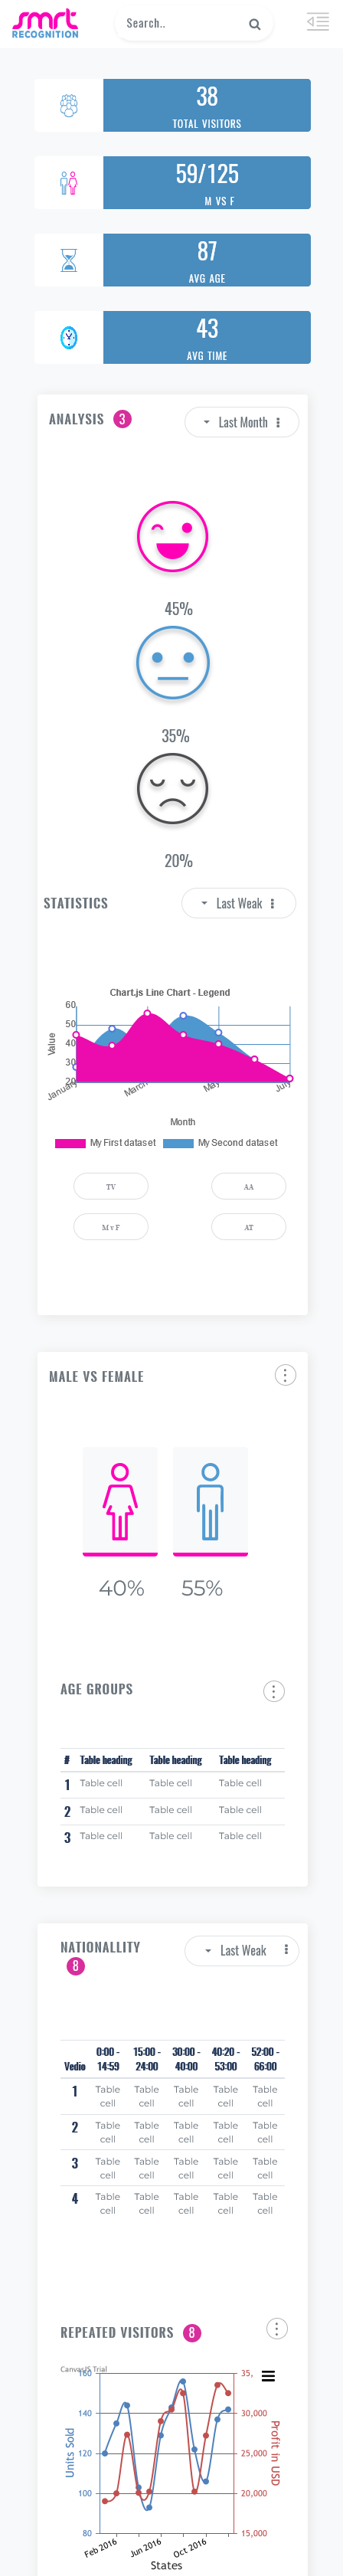 smrt
RECOGNITION
Search..
38
TOTAL VISITORS
59/125
M VS F
87
AVG AGE
43
AVG TIME
ANALYSIS 3
Last Month
45%
35%
20%
STATISTICS
Last Weak
Chart.js Line Chart - Legend
60
50
40
30
20
Value
January
March
May
July
Month
My First dataset
My Second dataset
TV
AA
M v F
AT
MALE VS FEMALE
40%
55%
AGE GROUPS
# Table heading Table heading Table heading
1 Table cell Table cell Table cell
2 Table cell Table cell Table cell
3 Table cell Table cell Table cell
NATIONALLITY
8
Last Weak
0:00 - 15:00 - 30:00 - 40:20 - 52:00 -
Vedio 14:59 24:00 40:00 53:00 66:00
1 Table Table Table Table Table
cell cell cell cell cell
2 Table Table Table Table Table
cell cell cell cell cell
3 Table Table Table Table Table
cell cell cell cell cell
4 Table Table Table Table Table
cell cell cell cell cell
REPEATED VISITORS 8
CanvasJS Trial
160
140
120
100
80
Units Sold
35,
30,000
25,000
20,000
15,000
Profit in USD
Feb 2016
Jun 2016
Oct 2016
States